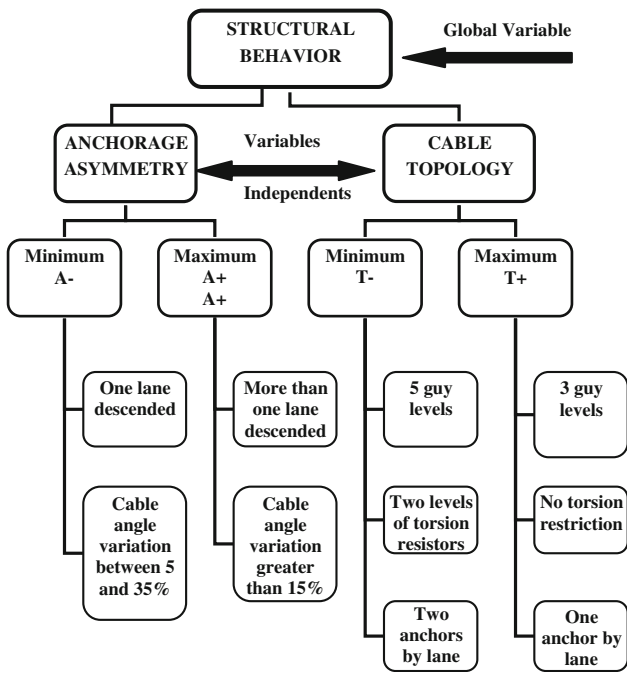 STRUCTURAL
BEHAVIOR
Global Variable
ANCHORAGE
ASYMMETRY
Variables
Independents
CABLE
TOPOLOGY
Minimum
A-
Maximum
A+
A+
Minimum
T-
Maximum
T+
One lane
descended
More than
one lane
descended
5 guy
levels
3 guy
levels
Cable
angle
variation
between 5
and 35%
Cable
angle
variation
greater
than 15%
Two levels
of torsion
resistors
No torsion
restriction
Two
anchors
by lane
One
anchor by
lane